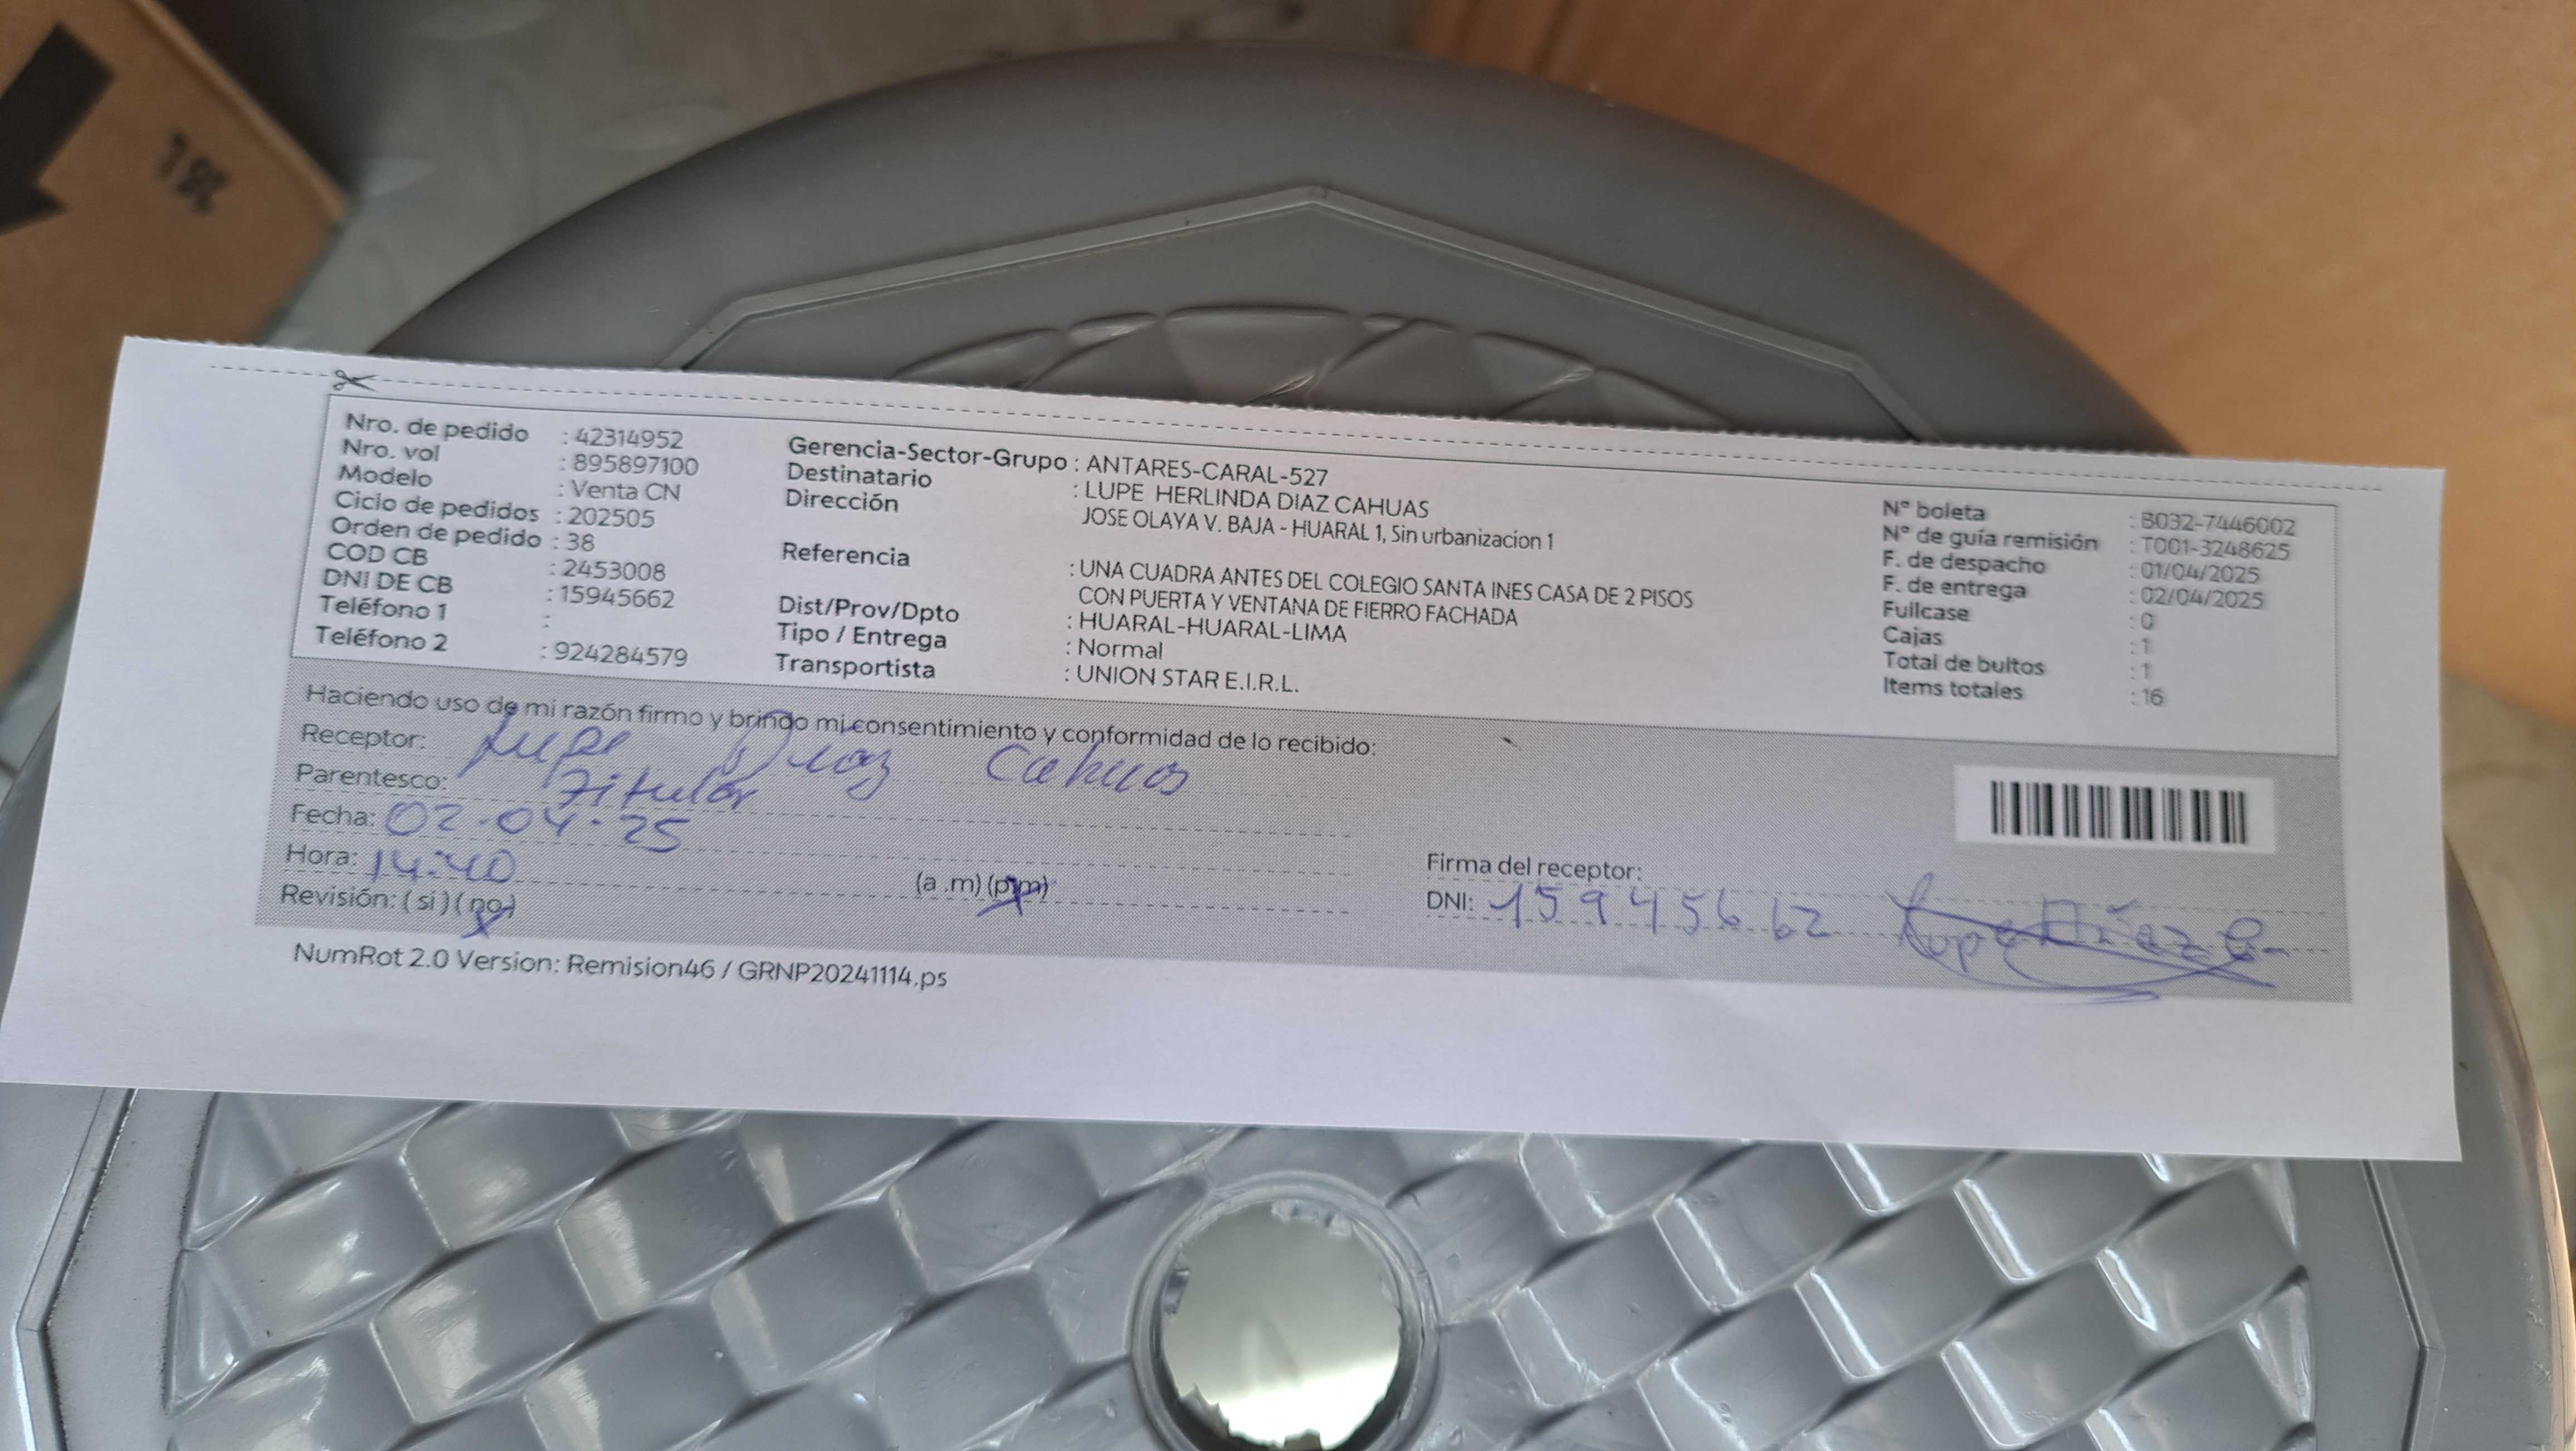 Nro. de pedido : 42314952
Nro. vol : 895897100
Modelo : Venta CN
Ciclo de pedidos : 202505
Orden de pedido : 38
COD CB : 2453008
DNI DE CB : 15945662
Teléfono 1 :
Teléfono 2 : 924284579
Gerencia-Sector-Grupo : ANTARES-CARAL-527
Destinatario : LUPE HERLINDA DIAZ CAHUAS
Dirección JOSE OLAYA V. BAJA - HUARAL 1, Sin urbanizacion 1
Referencia : UNA CUADRA ANTES DEL COLEGIO SANTA INES CASA DE 2 PISOS
CON PUERTA Y VENTANA DE FIERRO FACHADA
Dist/Prov/Dpto : HUARAL-HUARAL-LIMA
Tipo / Entrega : Normal
Transportista : UNION STAR E.I.R.L.
N° boleta : B032-7446002
N° de guía remisión : T001-3248625
F. de despacho : 01/04/2025
F. de entrega : 02/04/2025
Fullcase : 0
Cajas : 1
Total de bultos : 1
Items totales : 16
Haciendo uso de mi razón firmo y brindo mi consentimiento y conformidad de lo recibido:
Receptor: Lupe Diaz Cahuas
Parentesco: Titular
Fecha: 02-04-25
Hora: 14:40 (a .m) (p.m)
Revisión: ( si ) ( no )
Firma del receptor:
DNI: 15945662 Lupe Díaz C.
NumRot 2.0 Version: Remision46 / GRNP20241114.ps